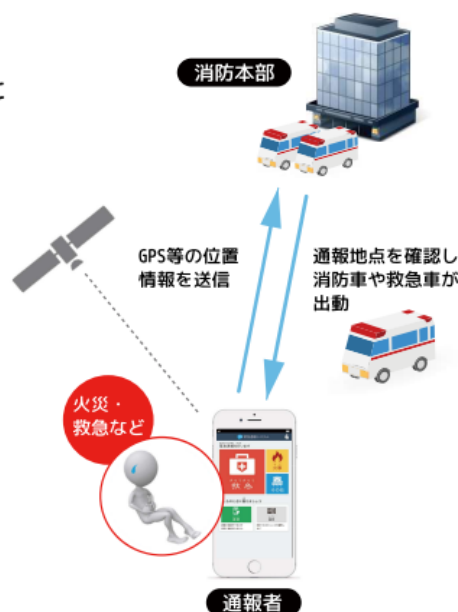 と
消防本部
GPS等の位置
情報を送信
通報地点を確認し
消防車や救急車が
出動
火災・
救急など
通報者